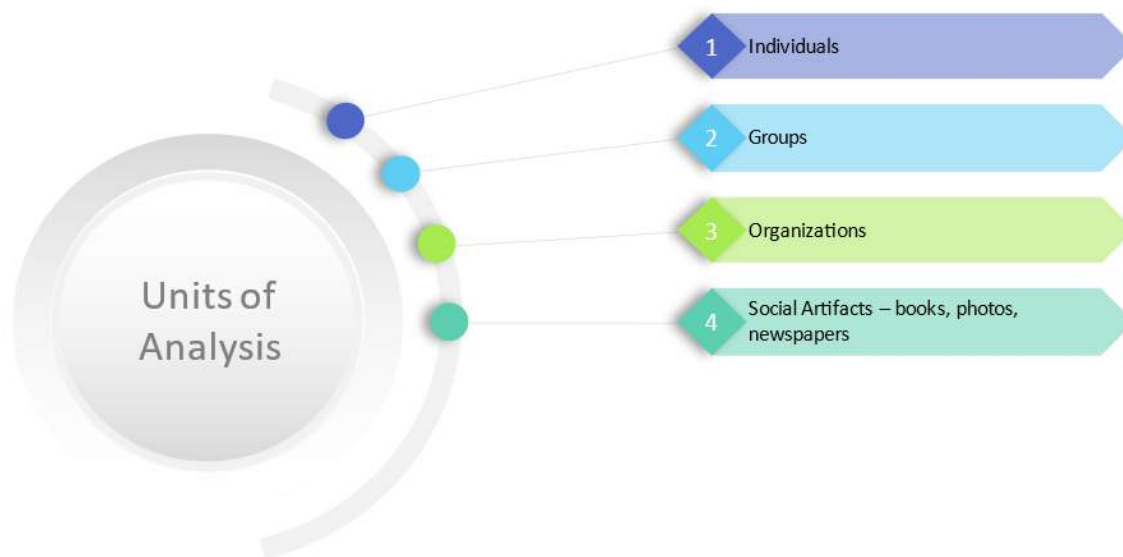 Units of
Analysis
1
Individuals
2
Groups
3
Organizations
4
Social Artifacts – books, photos,
newspapers